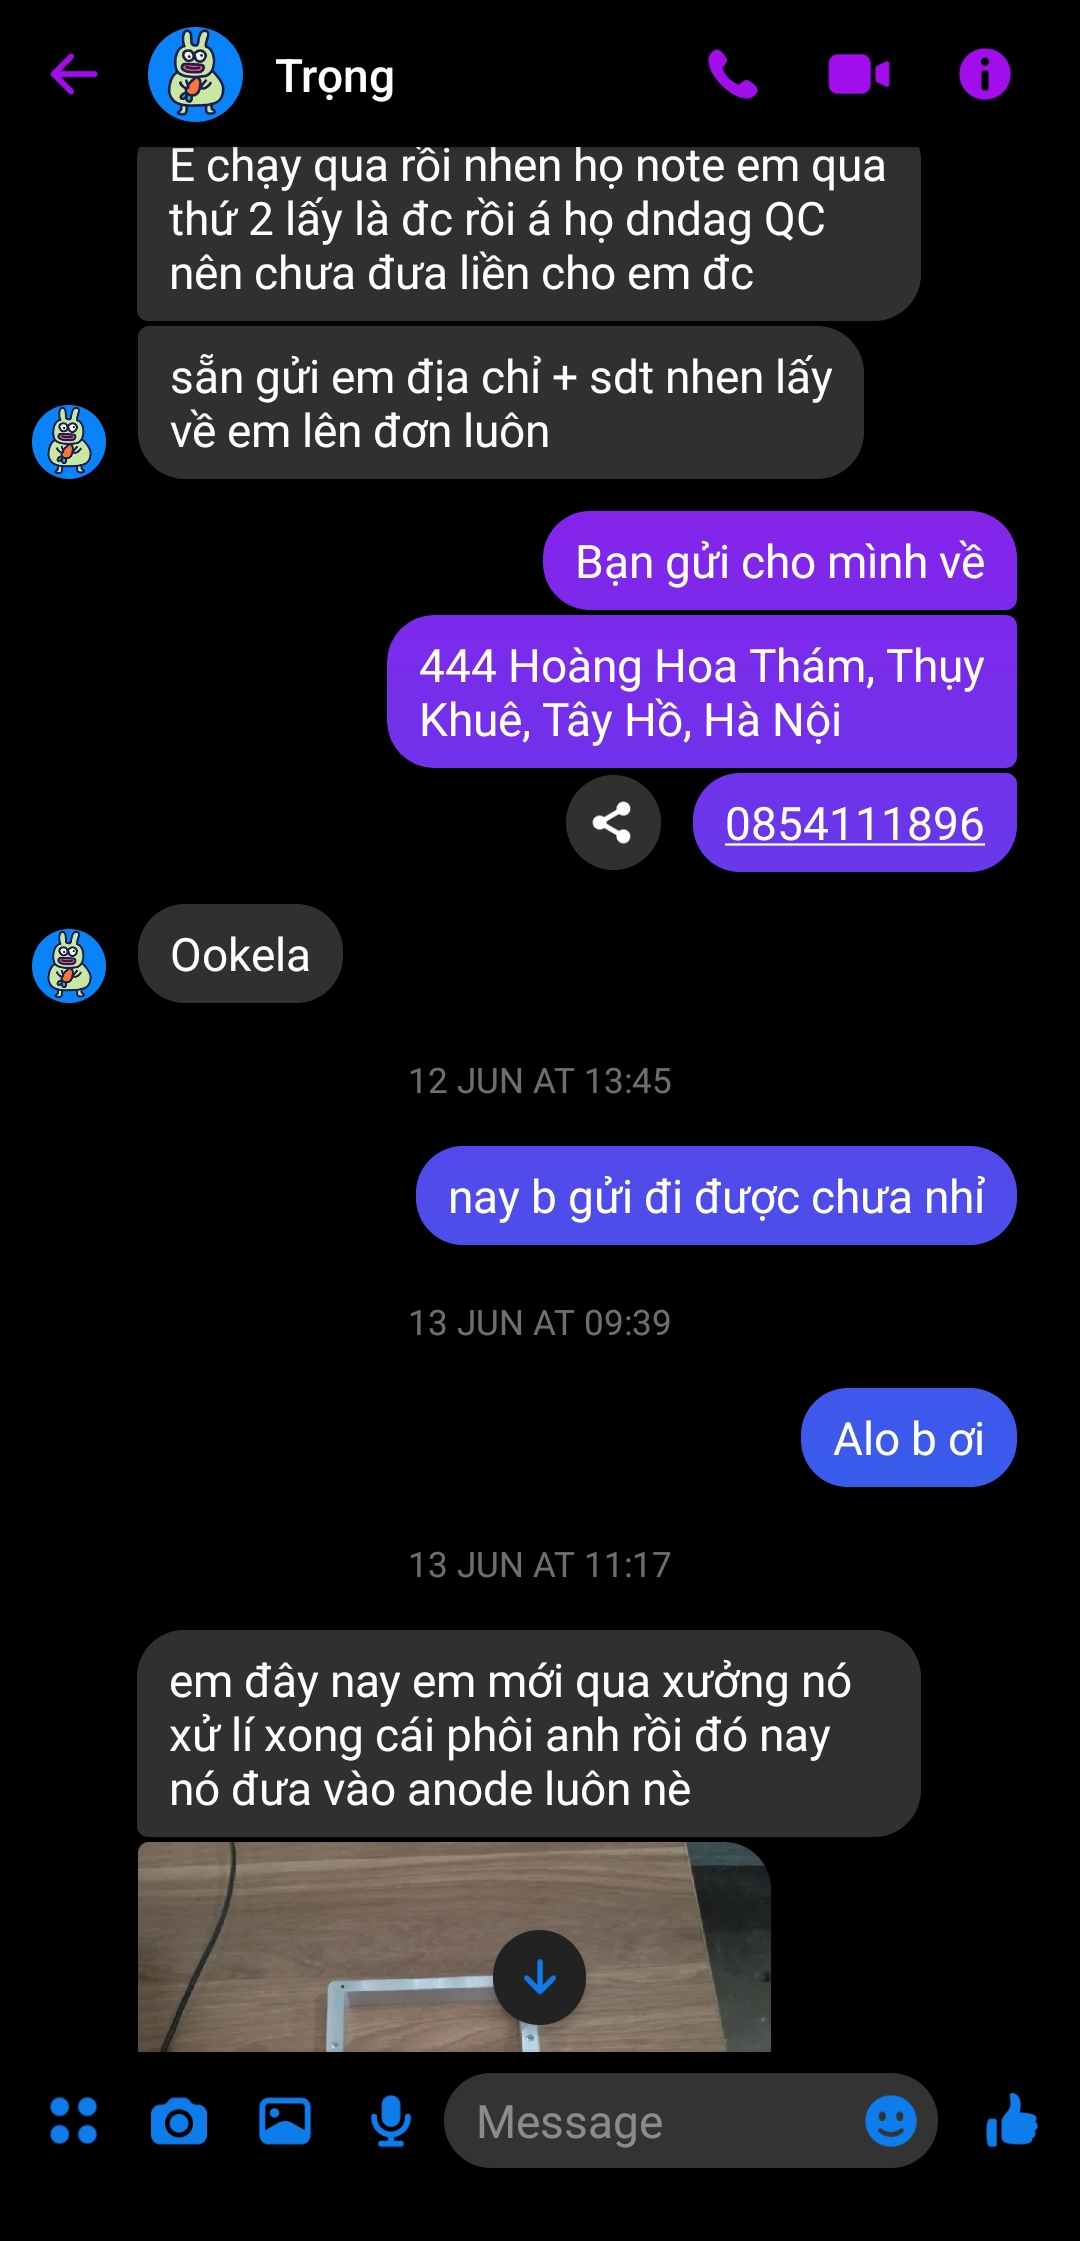 Trọng
E chạy qua rồi nhen họ note em qua
thứ 2 lấy là đc rồi á họ dndag QC
nên chưa đưa liền cho em đc
sẵn gửi em địa chỉ + sdt nhen lấy
về em lên đơn luôn
Bạn gửi cho mình về
444 Hoàng Hoa Thám, Thụy
Khuê, Tây Hồ, Hà Nội
0854111896
Ookela
12 JUN AT 13:45
nay b gửi đi được chưa nhỉ
13 JUN AT 09:39
Alo b ơi
13 JUN AT 11:17
em đây nay em mới qua xưởng nó
xử lí xong cái phôi anh rồi đó nay
nó đưa vào anode luôn nè
Message